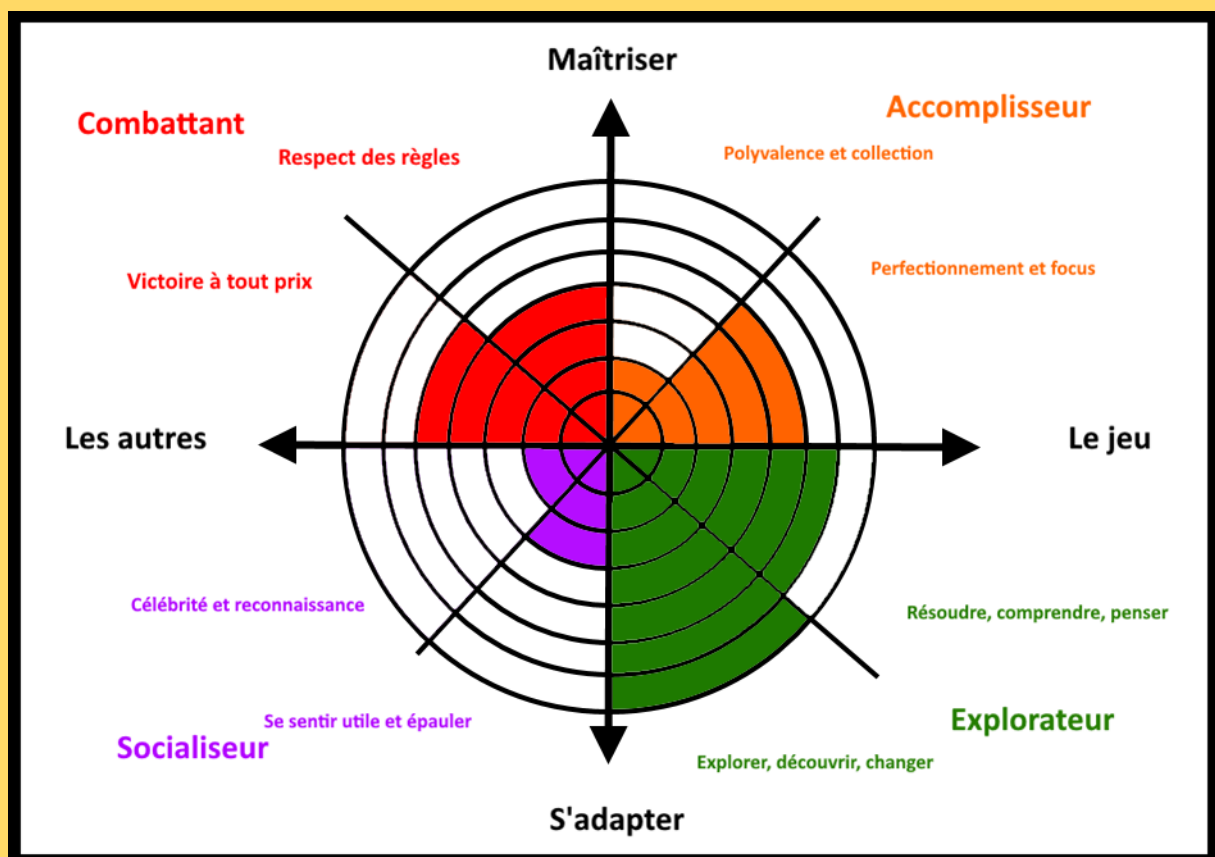 Maîtriser
Combattant
Accomplisseur
Respect des règles
Polyvalence et collection
Victoire à tout prix
Perfectionnement et focus
Les autres
Le jeu
Célébrité et reconnaissance
Résoudre, comprendre, penser
Se sentir utile et épauler
Explorateur
Socialiseur
Explorer, découvrir, changer
S'adapter